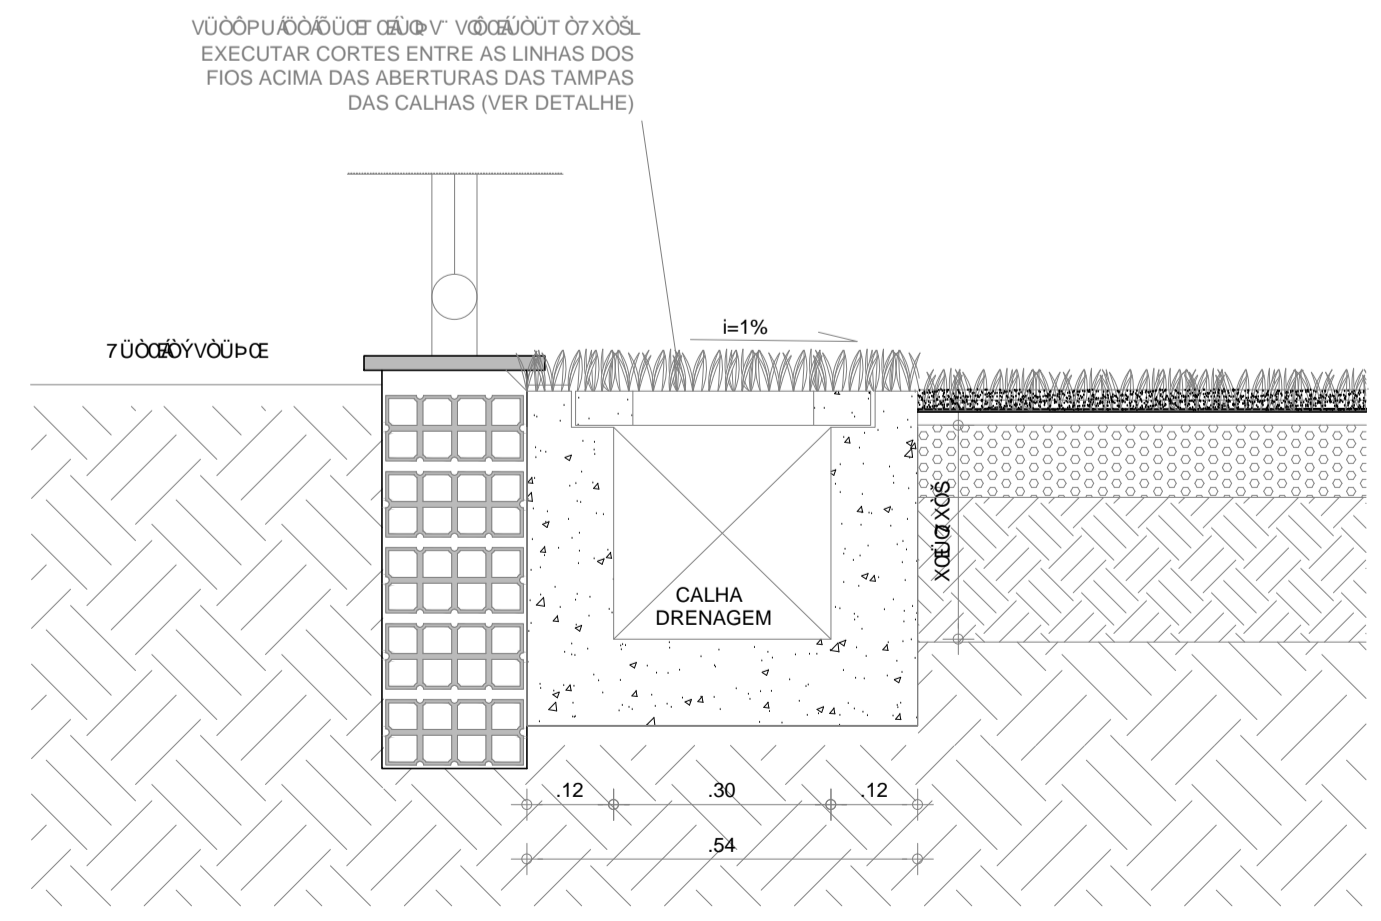 EXECUTAR CORTES ENTRE AS LINHAS DOS
FIOS ACIMA DAS ABERTURAS DAS TAMPAS
DAS CALHAS (VER DETALHE)
i=1%
CALHA
DRENAGEM
.12
.30
.12
.54